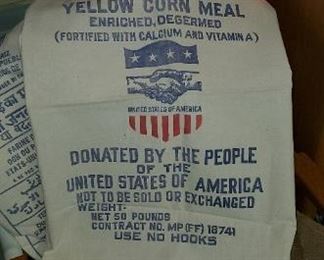 YELLOW CORN MEAL
ENRICHED, DEGERMED
(FORTIFIED WITH CALCIUM AND VITAMIN A)
UNITED STATES OF AMERICA
DONATED BY THE PEOPLE
OF THE
UNITED STATES OF AMERICA
NOT TO BE SOLD OR EXCHANGED
WEIGHT:
NET 50 POUNDS
CONTRACT NO. MP(FF) 16741
USE NO HOOKS